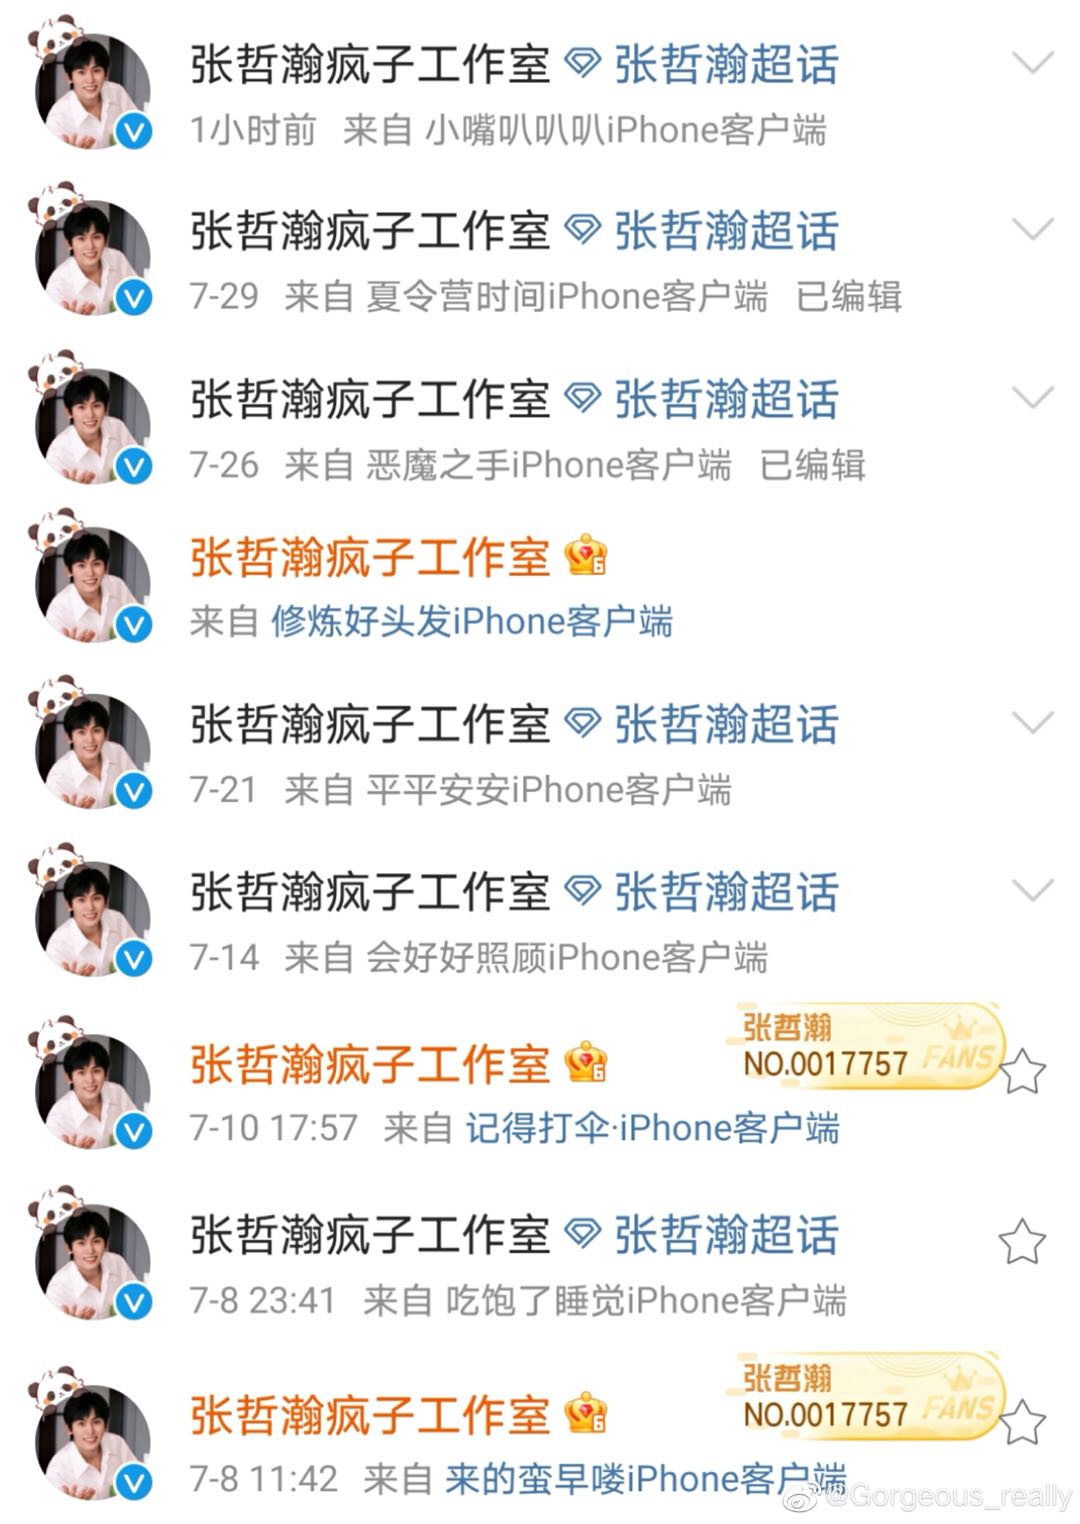 张哲瀚疯子工作室 张哲瀚超话
1小时前 来自 小嘴叭叭叭iPhone客户端
张哲瀚疯子工作室 张哲瀚超话
7-29 来自 夏令营时间iPhone客户端 已编辑
张哲瀚疯子工作室 张哲瀚超话
7-26 来自 恶魔之手iPhone客户端 已编辑
张哲瀚疯子工作室 6
来自 修炼好头发iPhone客户端
张哲瀚疯子工作室 张哲瀚超话
7-21 来自 平平安安iPhone客户端
张哲瀚疯子工作室 张哲瀚超话
7-14 来自 会好好照顾iPhone客户端
张哲瀚疯子工作室 6
张哲瀚
NO.0017757 FANS
7-10 17:57 来自 记得打伞·iPhone客户端
张哲瀚疯子工作室 张哲瀚超话
7-8 23:41 来自 吃饱了睡觉iPhone客户端
张哲瀚疯子工作室 6
张哲瀚
NO.0017757 FANS
7-8 11:42 来自 来的蛮早喽iPhone客户端
@Gorgeous_really